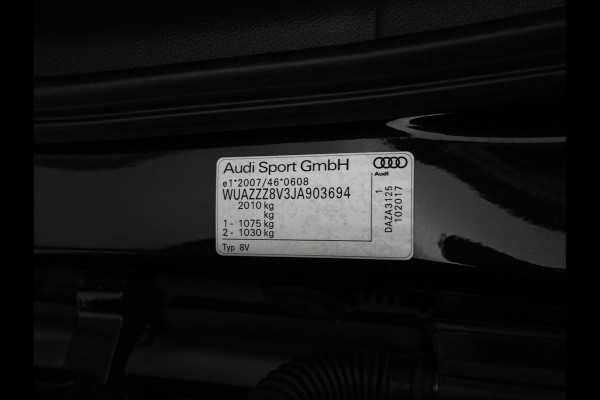 Audi Sport GmbH
Audi
e1*2007/46*0608
WUAZZZ8V3JA903694
2010 kg
kg
1 - 1075 kg
2 - 1030 kg
Typ 8V
DAZA3125 1
102017